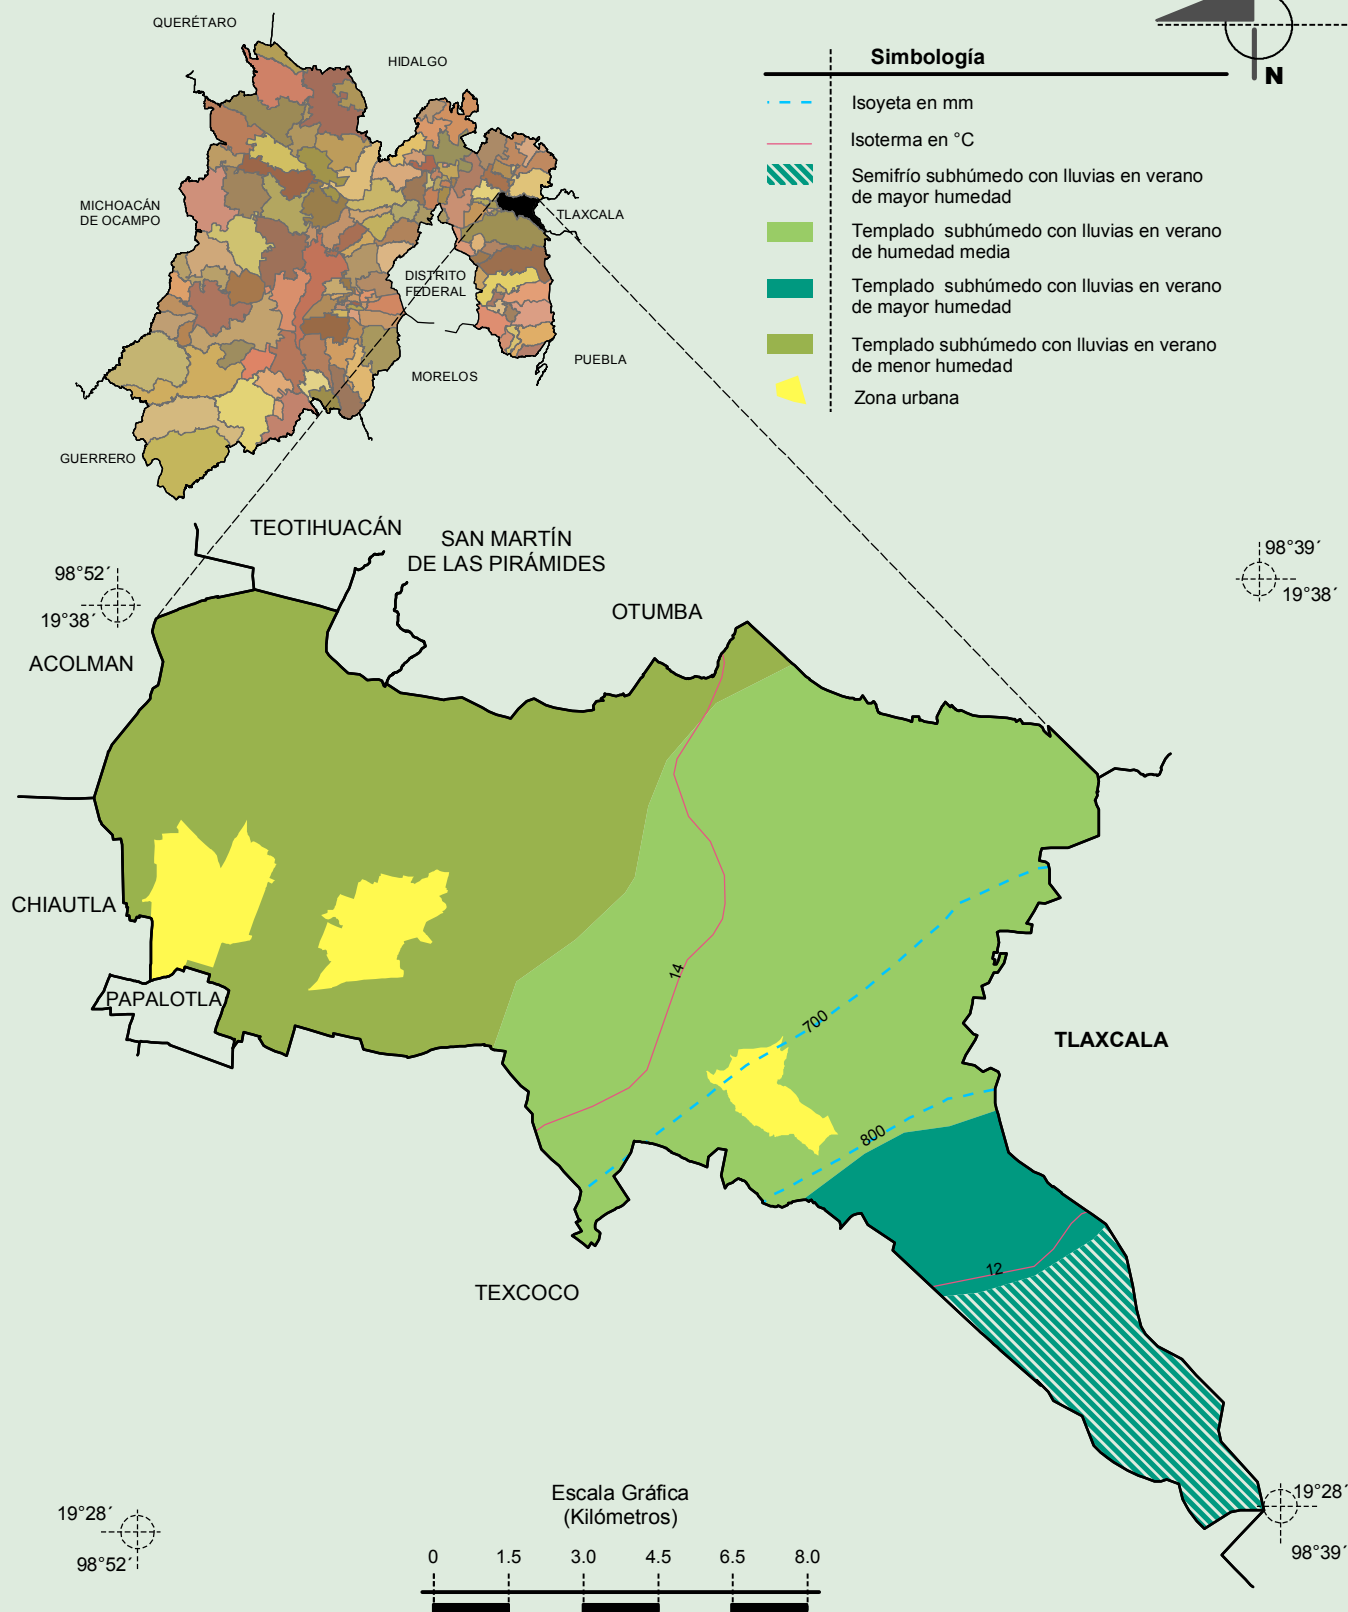 QUERÉTARO
HIDALGO
MICHOACÁN
DE OCAMPO
TLAXCALA
DISTRITO
FEDERAL
PUEBLA
MORELOS
GUERRERO
N
Simbología
Isoyeta en mm
Isoterma en °C
Semifrío subhúmedo con lluvias en verano
de mayor humedad
Templado subhúmedo con lluvias en verano
de humedad media
Templado subhúmedo con lluvias en verano
de mayor humedad
Templado subhúmedo con lluvias en verano
de menor humedad
Zona urbana
TEOTIHUACÁN
SAN MARTÍN
DE LAS PIRÁMIDES
98°52´
19°38´
98°39´
19°38´
OTUMBA
ACOLMAN
CHIAUTLA
PAPALOTLA
14
700
TLAXCALA
800
12
TEXCOCO
19°28´
98°52´
19°28´
98°39´
Escala Gráfica
(Kilómetros)
0 1.5 3.0 4.5 6.5 8.0